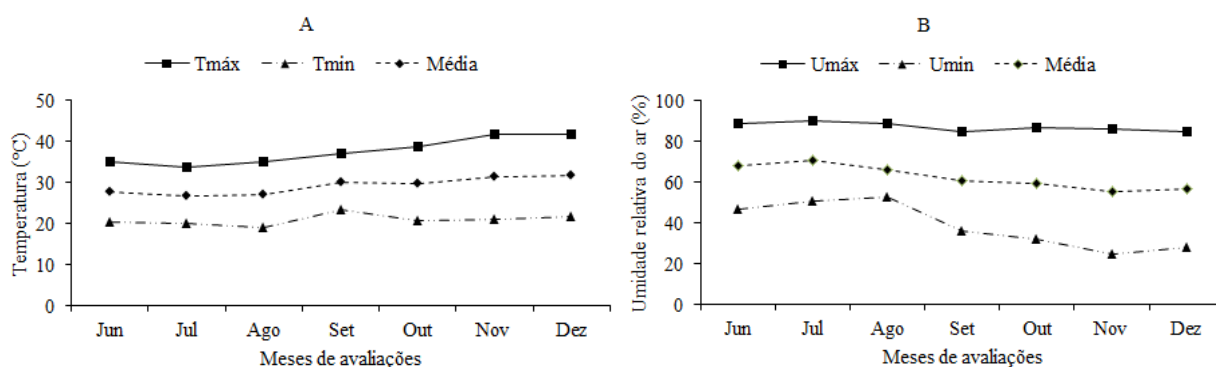 A
Tmáx Tmin Média
Temperatura (°C)
50
40
30
20
10
0
Jun Jul Ago Set Out Nov Dez
Meses de avaliações
B
Umáx Umin Média
Umidade relativa do ar (%)
100
80
60
40
20
0
Jun Jul Ago Set Out Nov Dez
Meses de avaliações